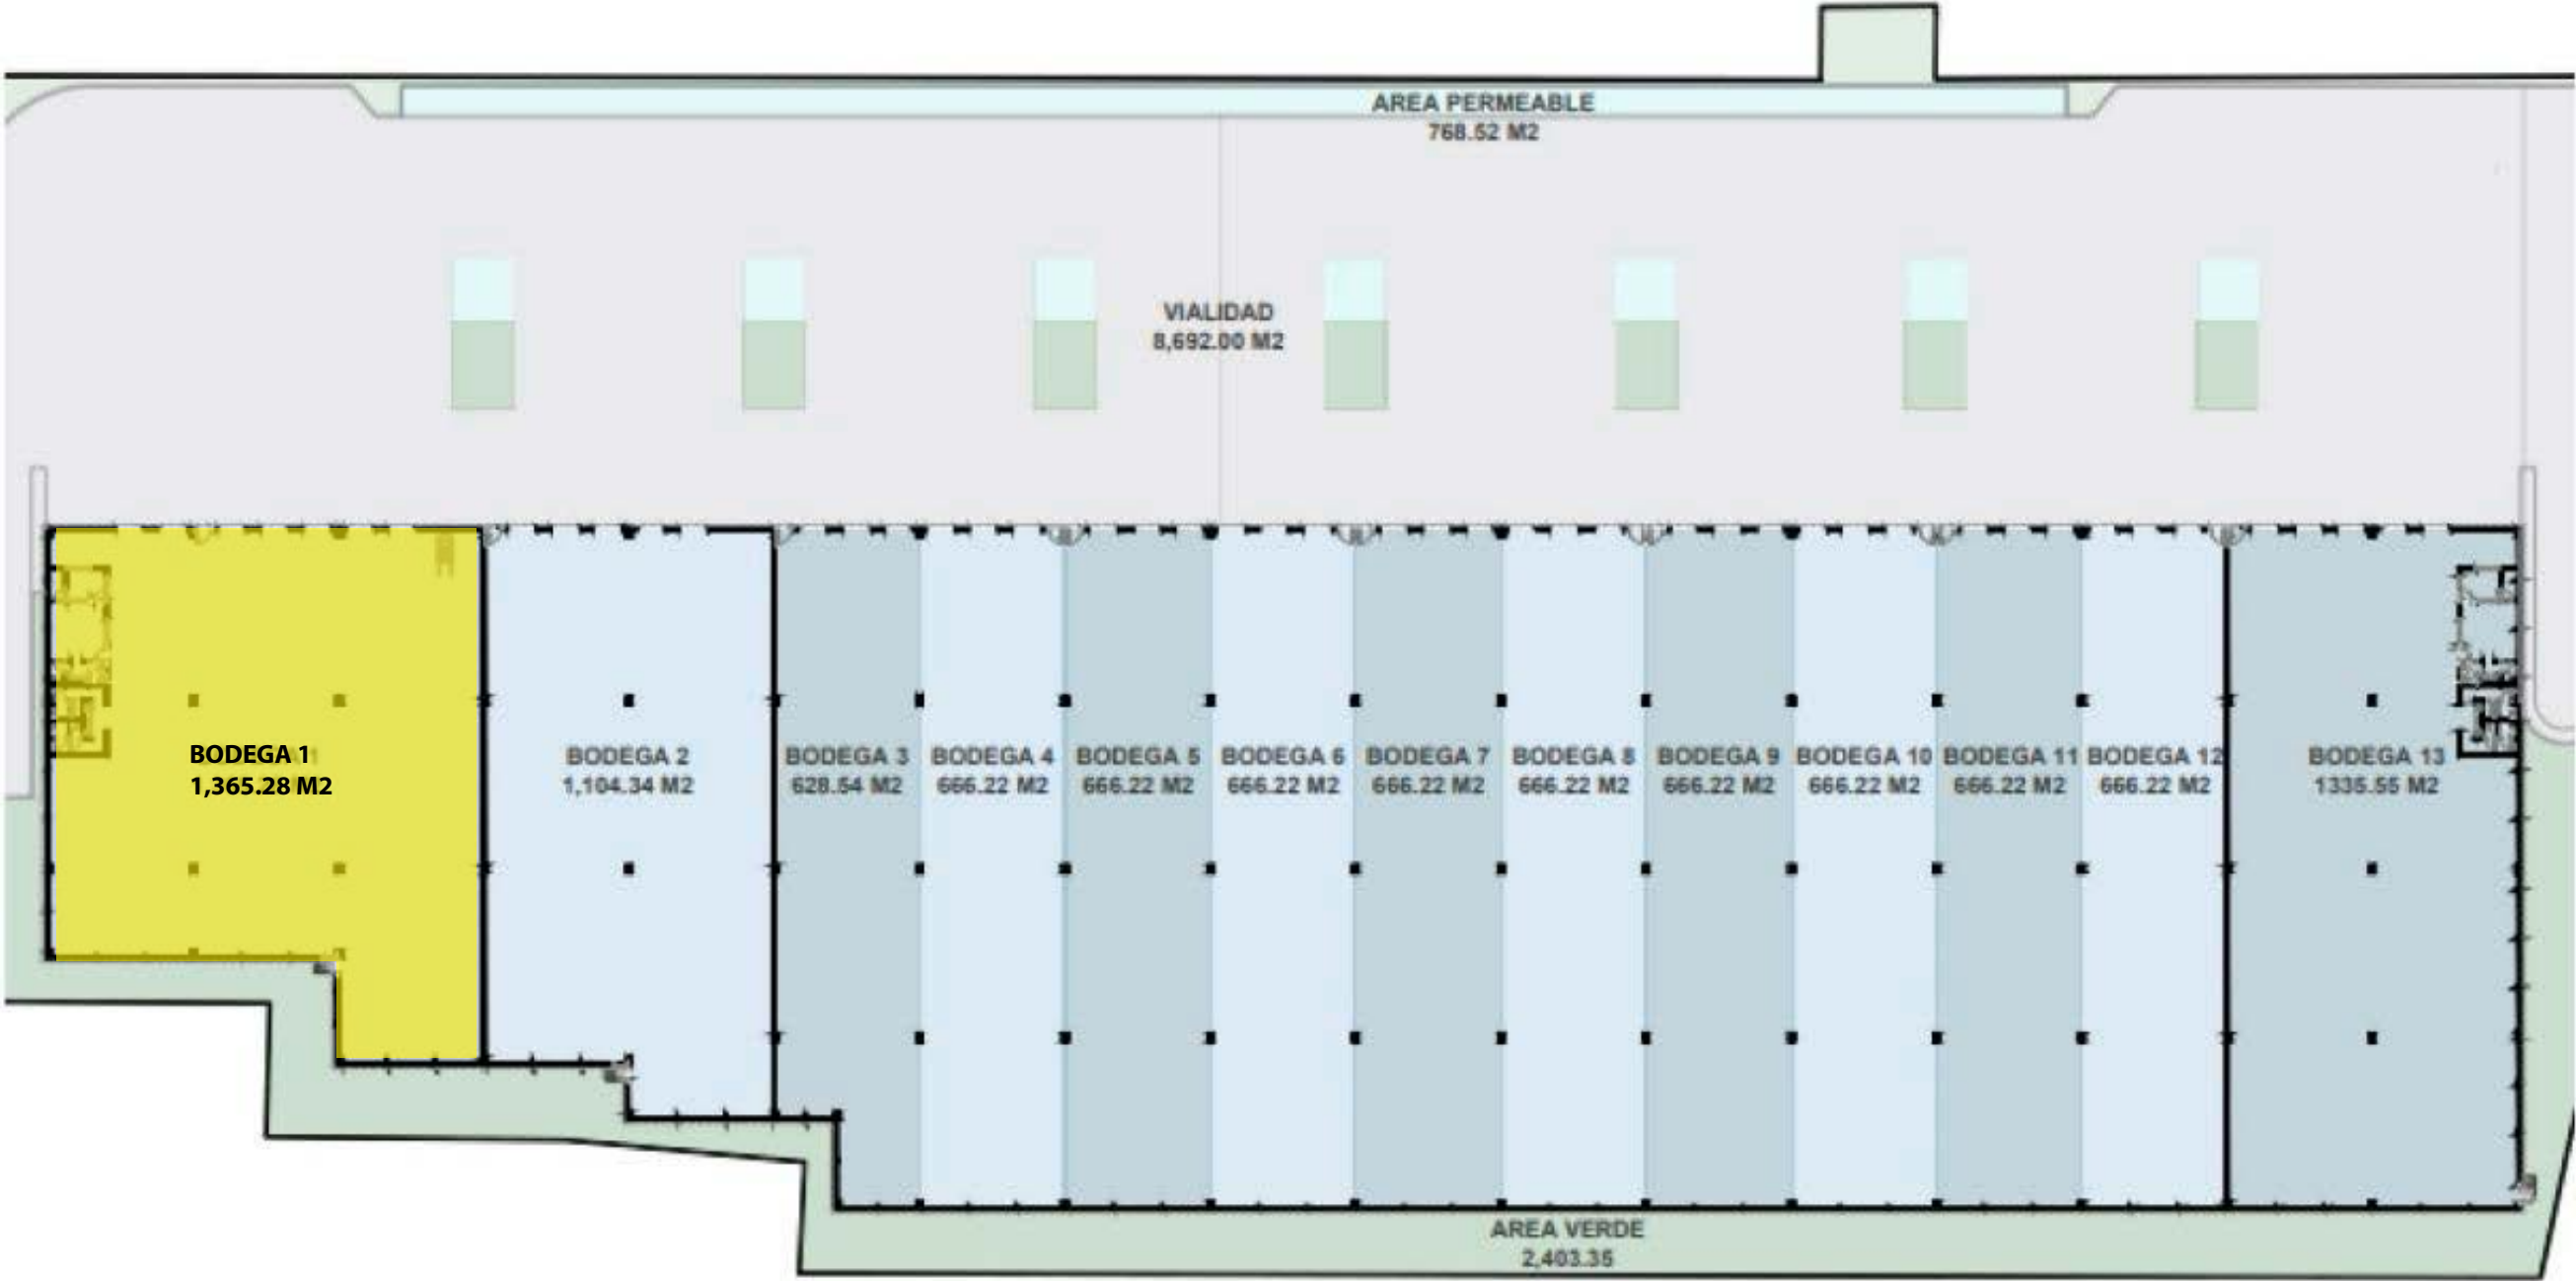 AREA PERMEABLE
768.52 M2
VIALIDAD
8,692.00 M2
BODEGA 1
1,365.28 M2
BODEGA 2
1,104.34 M2
BODEGA 3
628.54 M2
BODEGA 4
666.22 M2
BODEGA 5
666.22 M2
BODEGA 6
666.22 M2
BODEGA 7
666.22 M2
BODEGA 8
666.22 M2
BODEGA 9
666.22 M2
BODEGA 10
666.22 M2
BODEGA 11
666.22 M2
BODEGA 12
666.22 M2
BODEGA 13
1335.55 M2
AREA VERDE
2,403.35